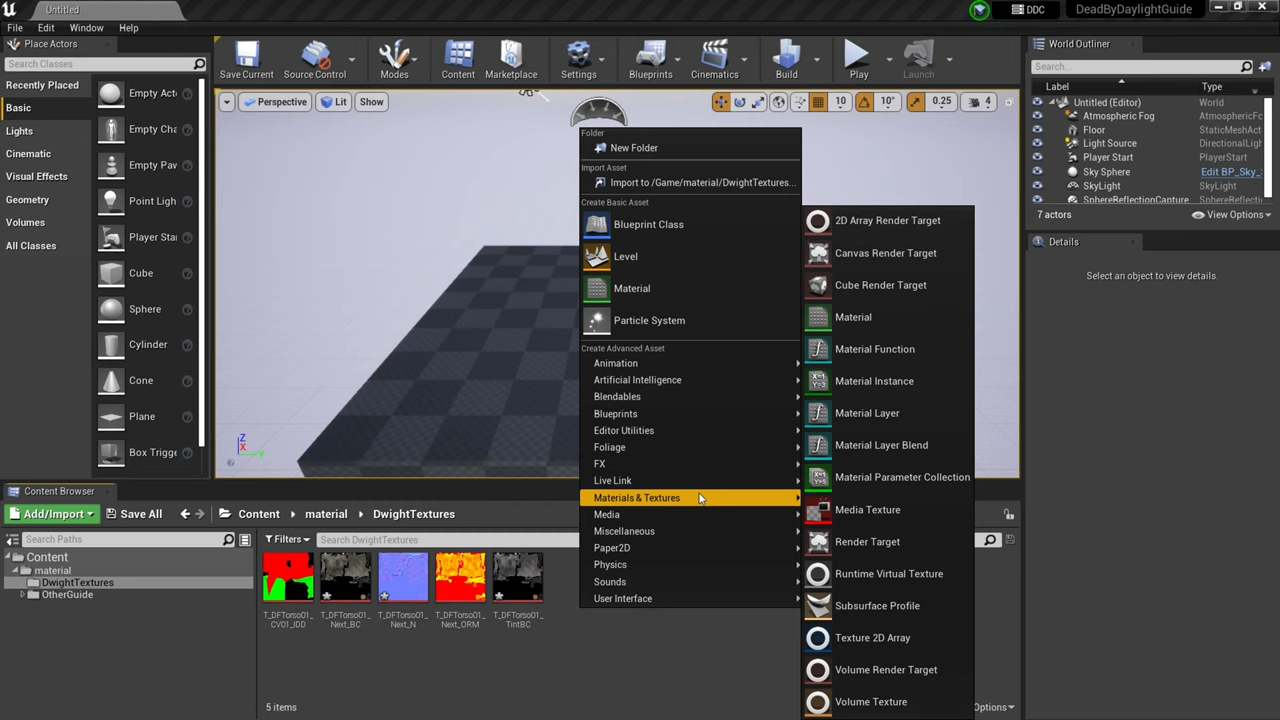 Untitled
DDC
DeadByDaylightGuide
File Edit Window Help
Place Actors
Search Classes
Recently Placed
Basic
Lights
Cinematic
Visual Effects
Geometry
Volumes
All Classes
Empty Acto
Empty Cha
Empty Paw
Point Ligh
Player Star
Cube
Sphere
Cylinder
Cone
Plane
Box Trigge
Save Current
Source Control
Modes
Content
Marketplace
Settings
Blueprints
Cinematics
Build
Play
Launch
Perspective
Lit
Show
10
10°
0.25
4
Z
X
Y
Folder
New Folder
Import Asset
Import to /Game/material/DwightTextures...
Create Basic Asset
Blueprint Class
Level
Material
Particle System
Create Advanced Asset
Animation
Artificial Intelligence
Blendables
Blueprints
Editor Utilities
Foliage
FX
Live Link
Materials & Textures
Media
Miscellaneous
Paper2D
Physics
Sounds
User Interface
2D Array Render Target
Canvas Render Target
Cube Render Target
Material
Material Function
Material Instance
Material Layer
Material Layer Blend
Material Parameter Collection
Media Texture
Render Target
Runtime Virtual Texture
Subsurface Profile
Texture 2D Array
Volume Render Target
Volume Texture
World Outliner
Search...
Label
Type
Untitled (Editor) World
Atmospheric Fog Atmospheric
Floor StaticMeshAct
Light Source DirectionalLigh
Player Start PlayerStart
Sky Sphere Edit BP_Sky_
SkyLight SkyLight
SphereReflectionCapture SphereReflecti
7 actors
View Options
Details
Select an object to view details.
Content Browser
Add/Import
Save All
Content
material
DwightTextures
Search Paths
Content
material
DwightTextures
OtherGuide
Filters
Search DwightTextures
T_DFTorso01_
CV01_IDD
T_DFTorso01_
Next_BC
T_DFTorso01_
Next_N
T_DFTorso01_
Next_ORM
T_DFTorso01_
TintBC
5 items
Options